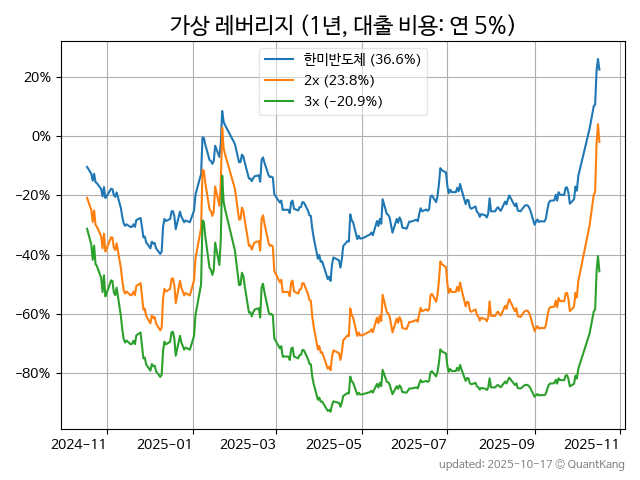 가상 레버리지 (1년, 대출 비용: 연 5%)
한미반도체 (36.6%)
2x (23.8%)
3x (−20.9%)
20%
0%
−20%
−40%
−60%
−80%
2024-11 2025-01 2025-03 2025-05 2025-07 2025-09 2025-11
updated: 2025-10-17 © QuantKang